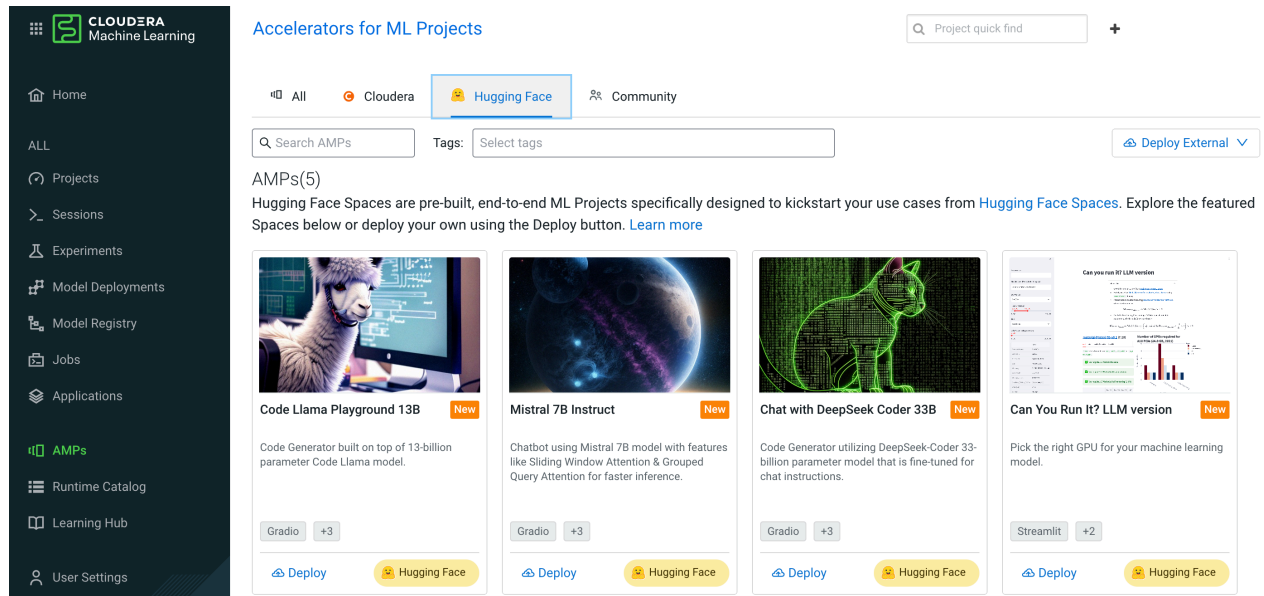 CLOUDERA
Machine Learning
Home
ALL
Projects
Sessions
Experiments
Model Deployments
Model Registry
Jobs
Applications
AMPs
Runtime Catalog
Learning Hub
User Settings
Accelerators for ML Projects
Project quick find
All
Cloudera
Hugging Face
Community
Search AMPs
Tags:
Select tags
Deploy External
AMPs(5)
Hugging Face Spaces are pre-built, end-to-end ML Projects specifically designed to kickstart your use cases from Hugging Face Spaces. Explore the featured
Spaces below or deploy your own using the Deploy button. Learn more
Code Llama Playground 13B
New
Code Generator built on top of 13-billion
parameter Code Llama model.
Gradio
+3
Deploy
Hugging Face
Mistral 7B Instruct
New
Chatbot using Mistral 7B model with features
like Sliding Window Attention & Grouped
Query Attention for faster inference.
Gradio
+3
Deploy
Hugging Face
Chat with DeepSeek Coder 33B
New
Code Generator utilizing DeepSeek-Coder 33-
billion parameter model that is fine-tuned for
chat instructions.
Gradio
+3
Deploy
Hugging Face
Can you run it? LLM version
Can You Run It? LLM version
New
Pick the right GPU for your machine learning
model.
Streamlit
+2
Deploy
Hugging Face